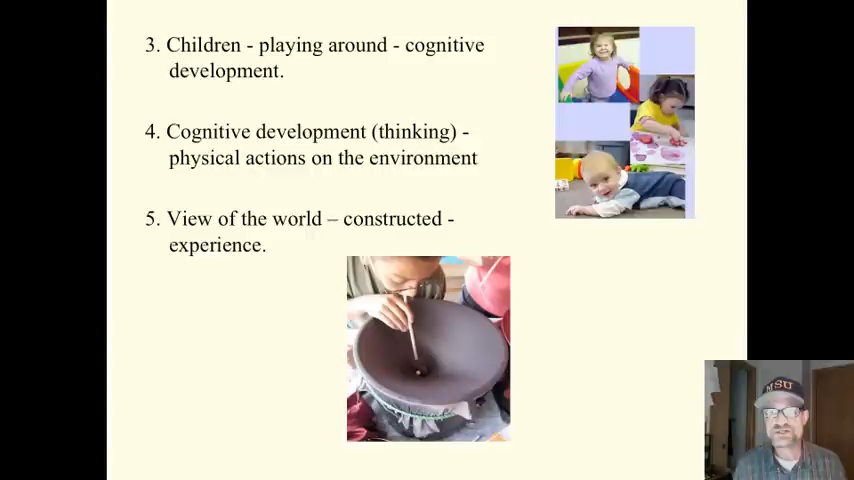 3. Children - playing around - cognitive
development.
4. Cognitive development (thinking) -
physical actions on the environment
5. View of the world – constructed -
experience.
MSU